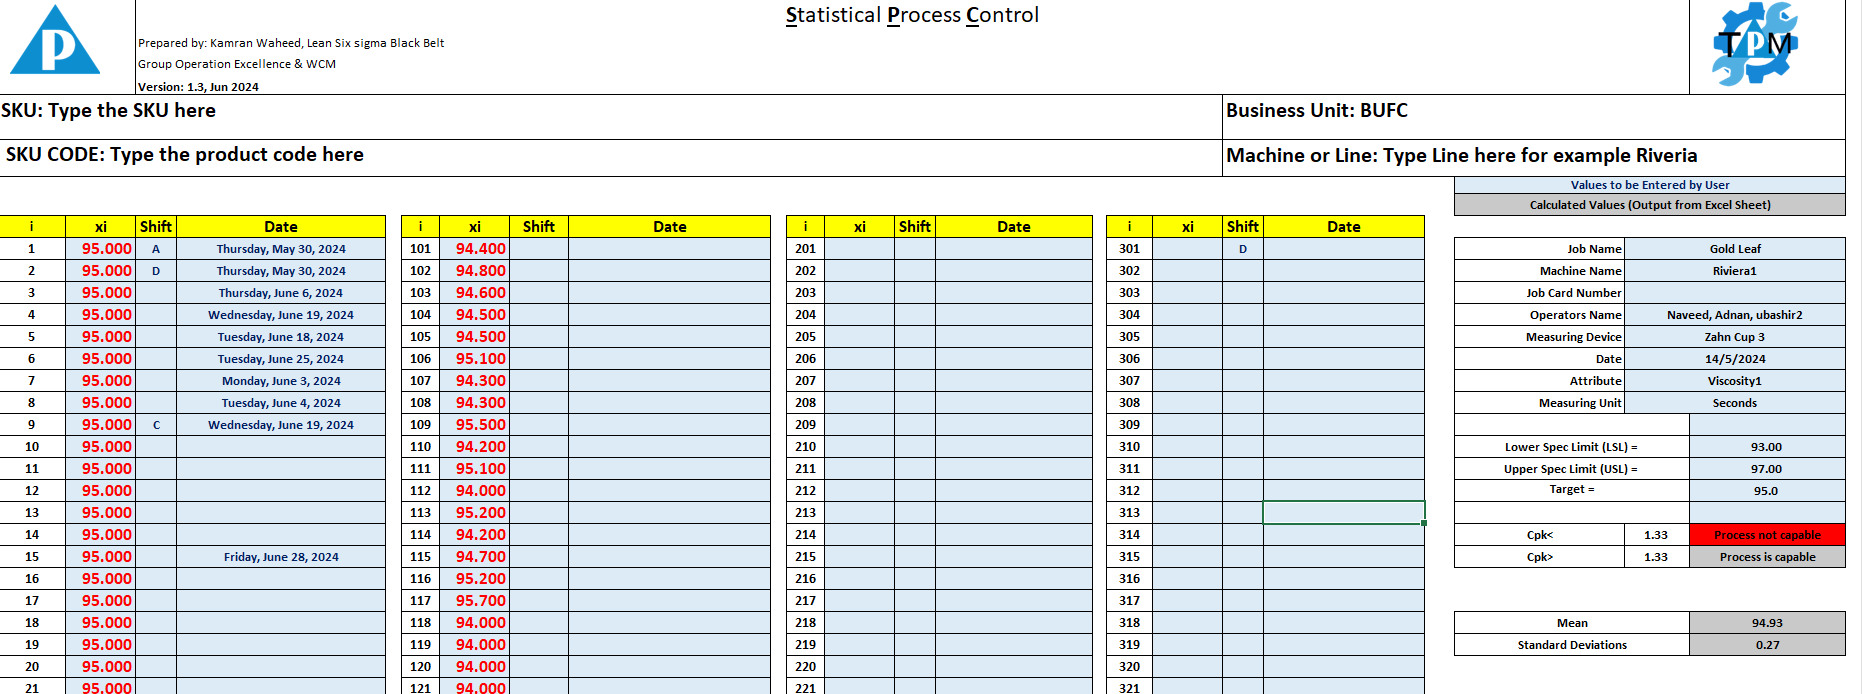 Statistical Process Control
P
Prepared by: Kamran Waheed, Lean Six sigma Black Belt
Group Operation Excellence & WCM
Version: 1.3, Jun 2024
TPM
SKU: Type the SKU here
Business Unit: BUFC
SKU CODE: Type the product code here
Machine or Line: Type Line here for example Riveria
Values to be Entered by User
Calculated Values (Output from Excel Sheet)
i xi Shift Date i xi Shift Date i xi Shift Date i xi Shift Date
1 95.000 A Thursday, May 30, 2024 101 94.400 201 301 D Job Name Gold Leaf
2 95.000 D Thursday, May 30, 2024 102 94.800 202 302 Machine Name Riviera1
3 95.000 Thursday, June 6, 2024 103 94.600 203 303 Job Card Number
4 95.000 Wednesday, June 19, 2024 104 94.500 204 304 Operators Name Naveed, Adnan, ubashir2
5 95.000 Tuesday, June 18, 2024 105 94.500 205 305 Measuring Device Zahn Cup 3
6 95.000 Tuesday, June 25, 2024 106 95.100 206 306 Date 14/5/2024
7 95.000 Monday, June 3, 2024 107 94.300 207 307 Attribute Viscosity1
8 95.000 Tuesday, June 4, 2024 108 94.300 208 308 Measuring Unit Seconds
9 95.000 C Wednesday, June 19, 2024 109 95.500 209 309
10 95.000 110 94.200 210 310 Lower Spec Limit (LSL) = 93.00
11 95.000 111 95.100 211 311 Upper Spec Limit (USL) = 97.00
12 95.000 112 94.000 212 312 Target = 95.0
13 95.000 113 95.200 213 313
14 95.000 114 94.200 214 314 Cpk< 1.33 Process not capable
15 95.000 Friday, June 28, 2024 115 94.700 215 315 Cpk> 1.33 Process is capable
16 95.000 116 95.200 216 316
17 95.000 117 95.700 217 317
18 95.000 118 94.000 218 318 Mean 94.93
19 95.000 119 94.000 219 319 Standard Deviations 0.27
20 95.000 120 94.000 220 320
21 95.000 121 94.000 221 321